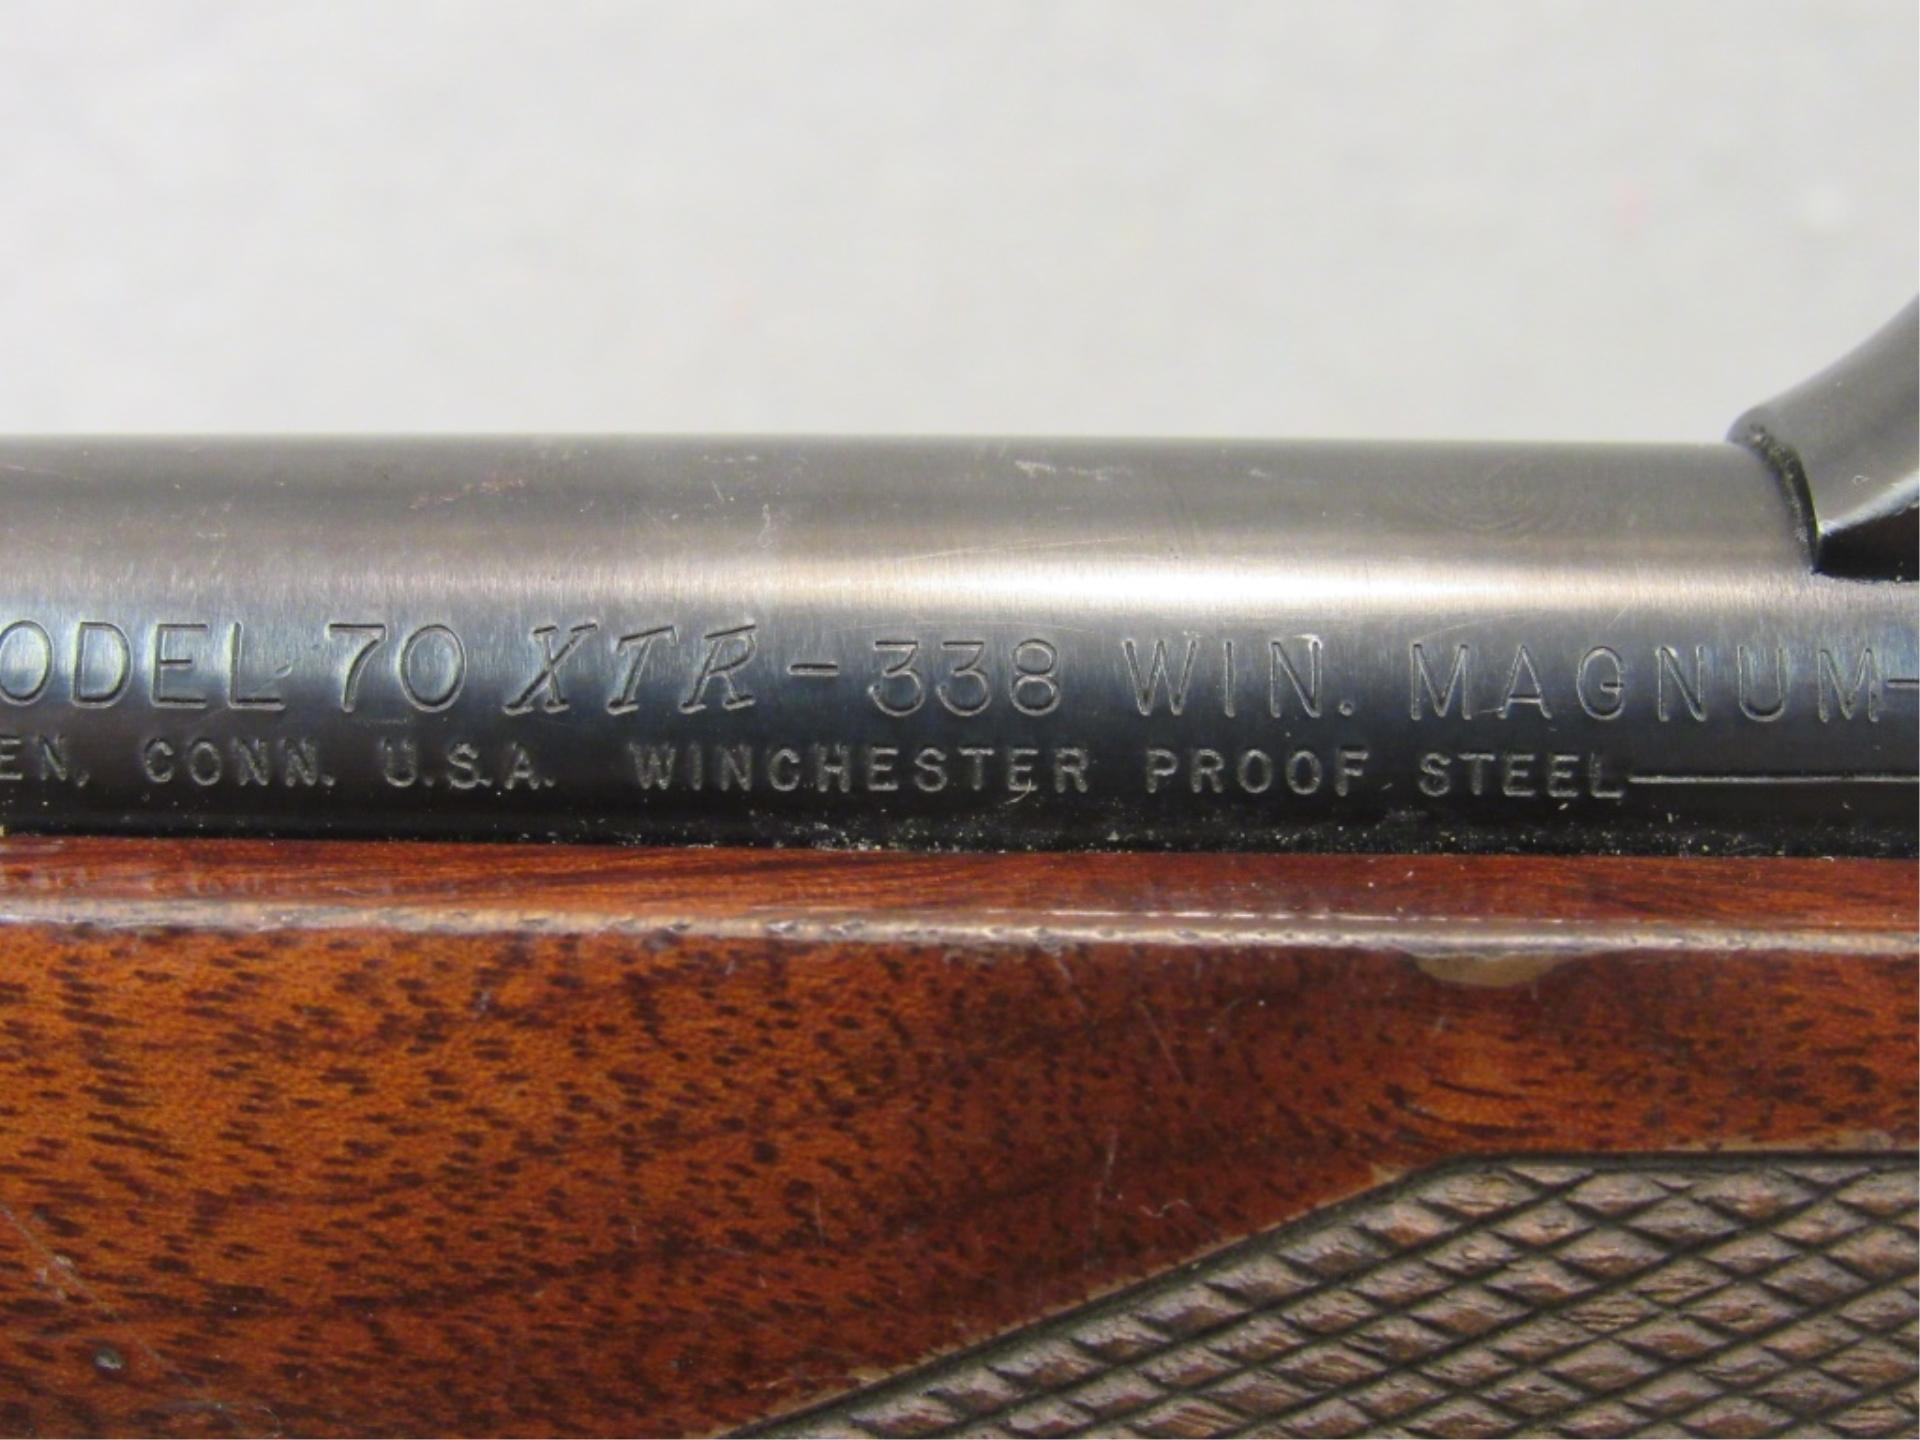 ODEL 70 XTR - 338 WIN. MAGNUM -
EN, CONN. U.S.A. WINCHESTER PROOF STEEL